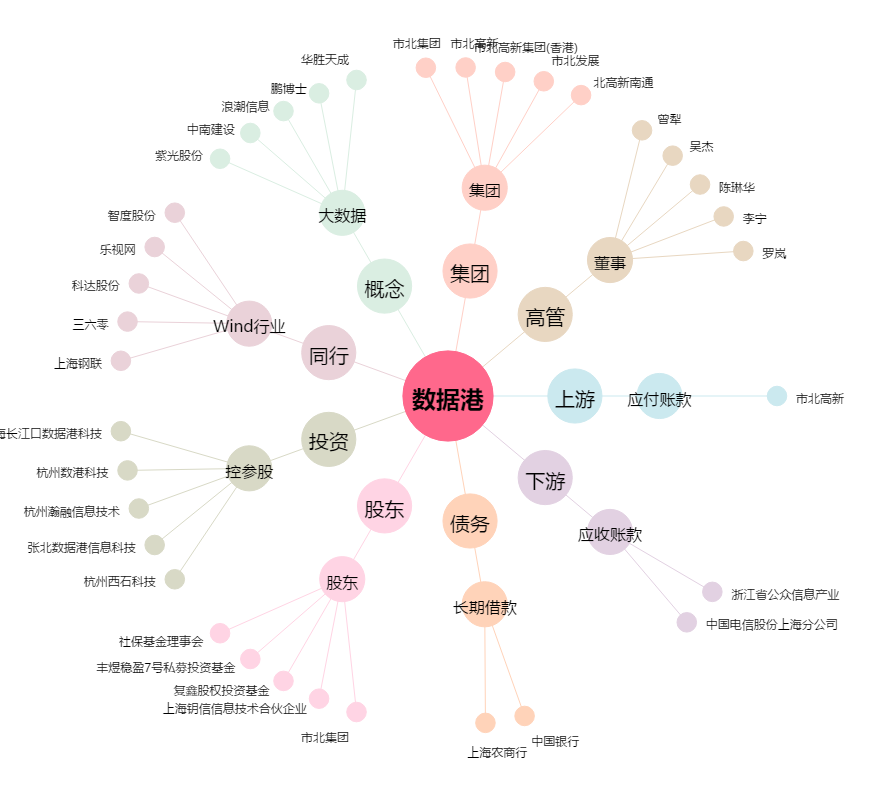 市北集团
市北高新
市北高新集团(香港)
市北发展
北高新南通
集团
集团
曾犁
吴杰
陈琳华
李宁
罗岚
董事
高管
上游
应付账款
市北高新
下游
应收账款
浙江省公众信息产业
中国电信股份上海分公司
债务
长期借款
中国银行
上海农商行
股东
股东
市北集团
上海钥信信息技术合伙企业
复鑫股权投资基金
丰煜稳盈7号私募投资基金
社保基金理事会
投资
控参股
杭州西石科技
张北数据港信息科技
杭州瀚融信息技术
杭州数港科技
海长江口数据港科技
同行
Wind行业
上海钢联
三六零
科达股份
乐视网
智度股份
概念
大数据
紫光股份
中南建设
浪潮信息
鹏博士
华胜天成
数据港